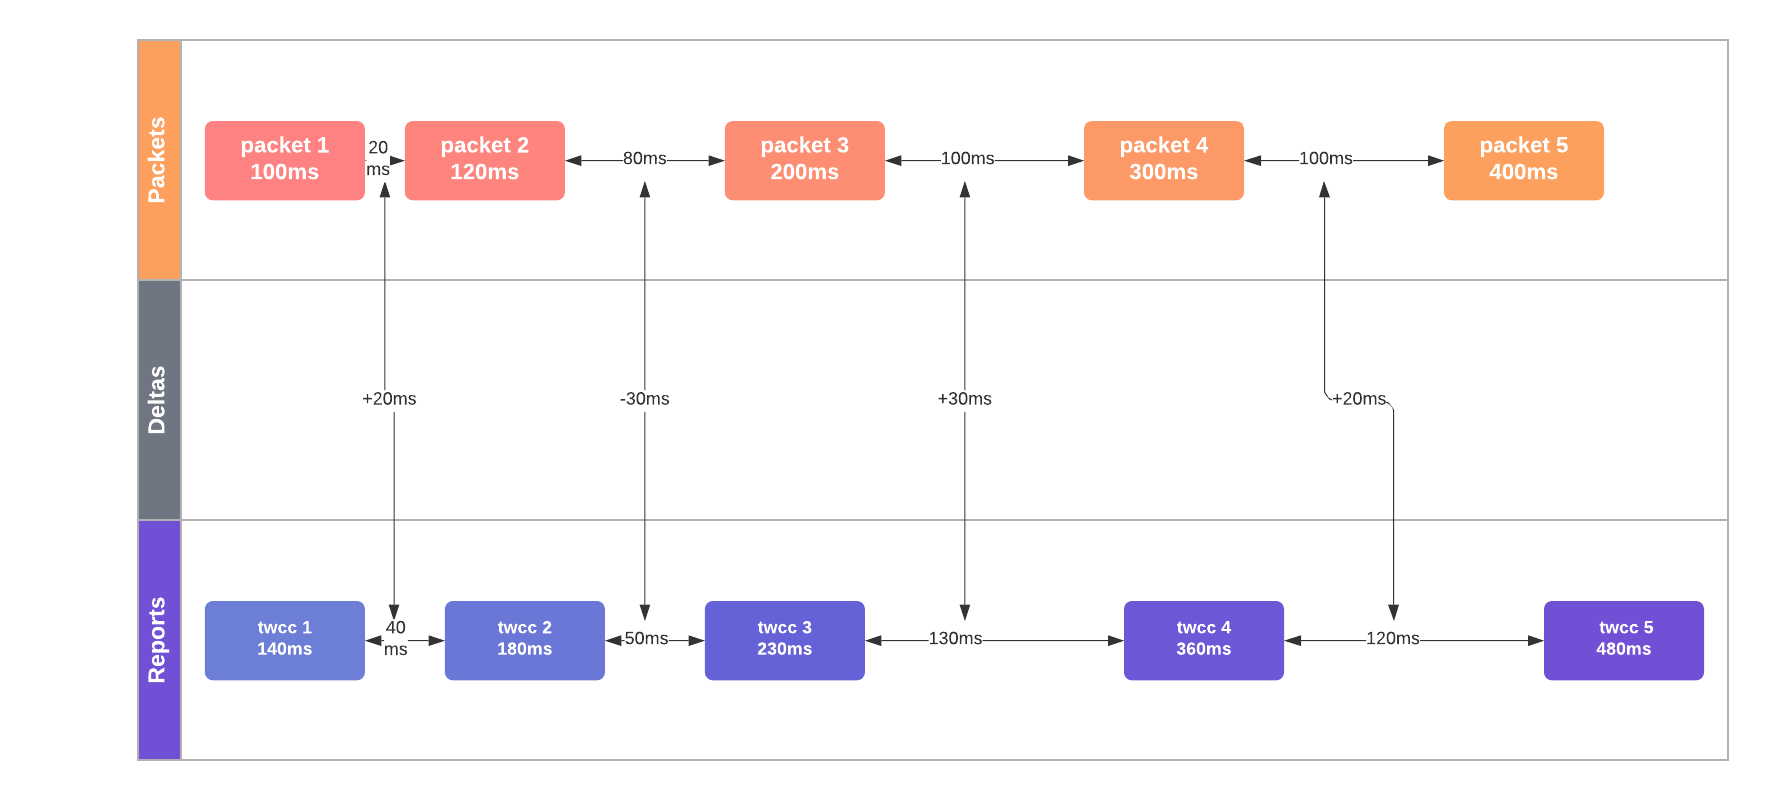 Packets
packet 1
100ms
20
ms
packet 2
120ms
80ms
packet 3
200ms
100ms
packet 4
300ms
100ms
packet 5
400ms
Deltas
+20ms
-30ms
+30ms
+20ms
Reports
twcc 1
140ms
40
ms
twcc 2
180ms
50ms
twcc 3
230ms
130ms
twcc 4
360ms
120ms
twcc 5
480ms